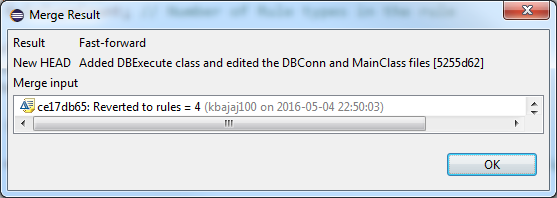 Merge Result
Result Fast-forward
New HEAD Added DBExecute class and edited the DBConn and MainClass files [5255d62]
Merge input
ce17db65: Reverted to rules = 4 (kbajaj100 on 2016-05-04 22:50:03)
OK